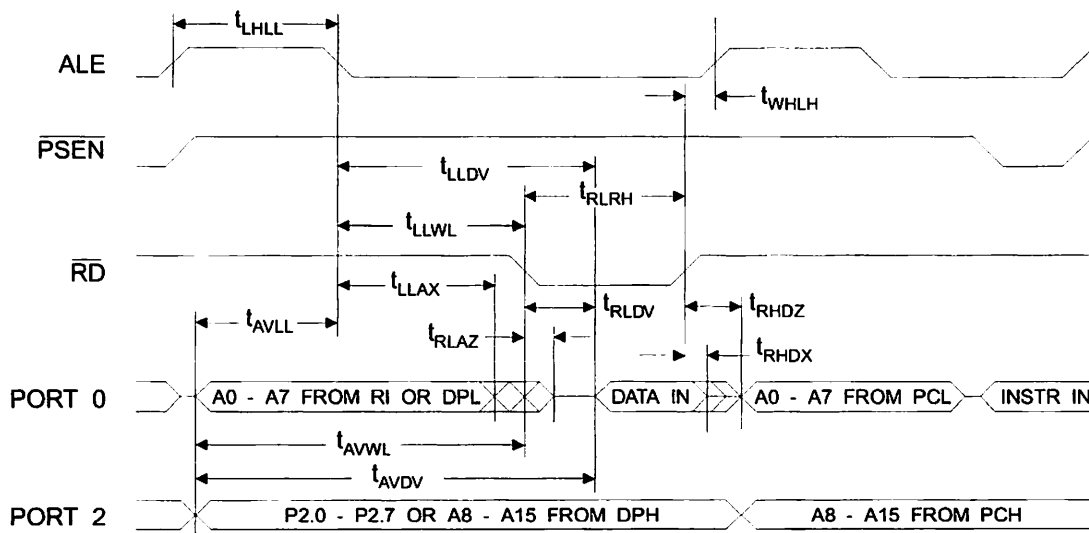 tLHLL
ALE
tWHLH
PSEN
tLLDV
tRLRH
tLLWL
RD
tLLAX
tRLDV
tRHDZ
tAVLL
tRLAZ
tRHDX
PORT 0
A0 - A7 FROM RI OR DPL
DATA IN
A0 - A7 FROM PCL
INSTR IN
tAVWL
tAVDV
PORT 2
P2.0 - P2.7 OR A8 - A15 FROM DPH
A8 - A15 FROM PCH